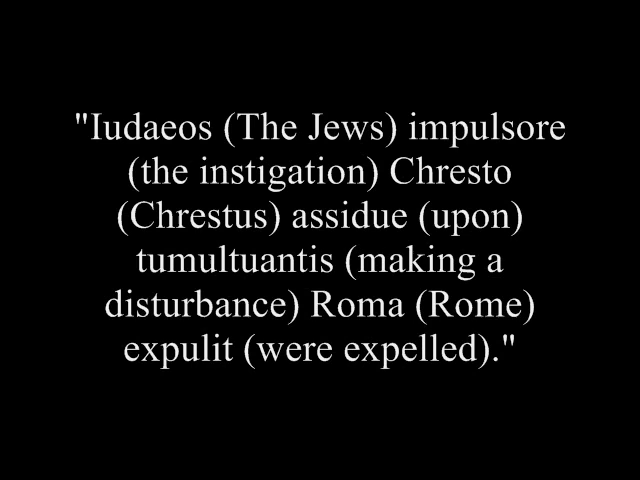 "Iudaeos (The Jews) impulsore
(the instigation) Chresto
(Chrestus) assidue (upon)
tumultuantis (making a
disturbance) Roma (Rome)
expulit (were expelled)."